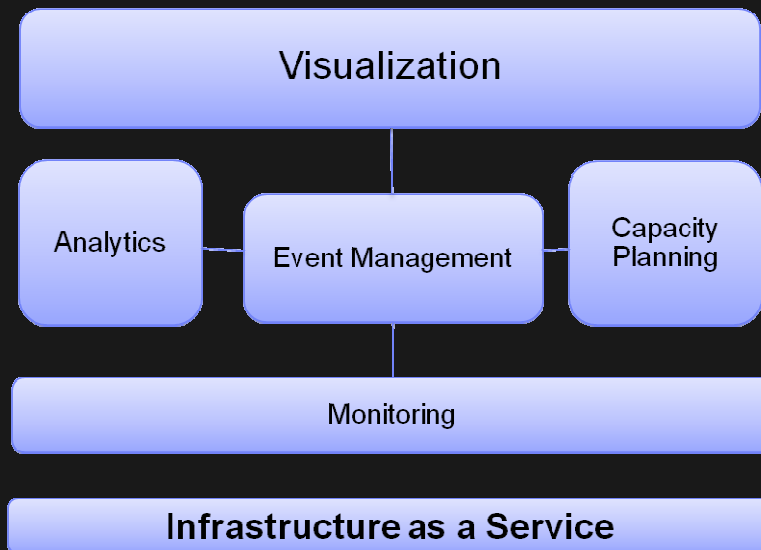 Visualization
Analytics
Event Management
Capacity
Planning
Monitoring
Infrastructure as a Service